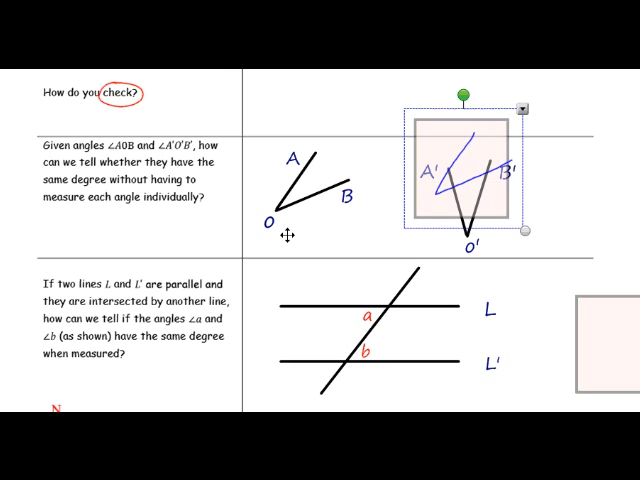 How do you check?
Given angles ∠AOB and ∠A'O'B', how
can we tell whether they have the
same degree without having to
measure each angle individually?
A
B
O
A'
B'
O'
If two lines L and L' are parallel and
they are intersected by another line,
how can we tell if the angles ∠a and
∠b (as shown) have the same degree
when measured?
a
L
b
L'
N